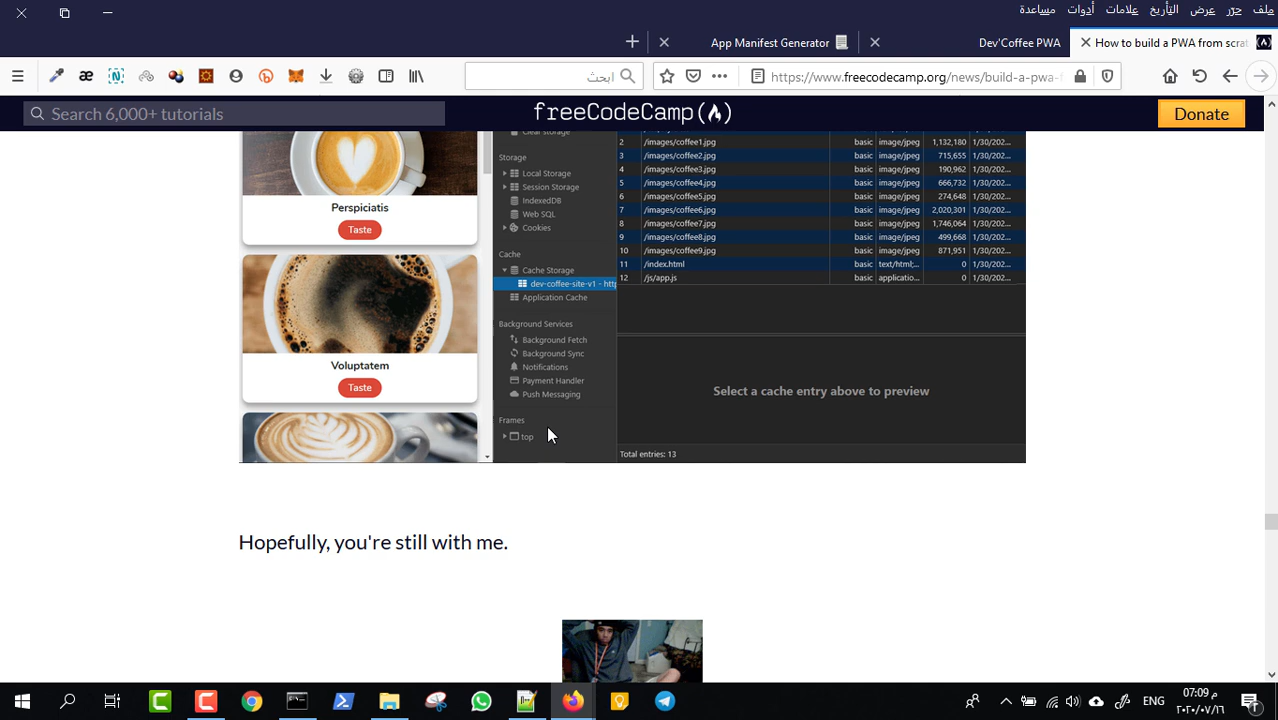 ملف حرّر عرض التأريخ علامات أدوات مساعدة
App Manifest Generator
Dev'Coffee PWA
How to build a PWA from scrat
ابحث
https://www.freecodecamp.org/news/build-a-pwa-f
Search 6,000+ tutorials
freeCodeCamp(🔥)
Donate
Perspiciatis
Taste
Voluptatem
Taste
Clear storage
Storage
Local Storage
Session Storage
IndexedDB
Web SQL
Cookies
Cache
Cache Storage
dev-coffee-site-v1 - http
Application Cache
Background Services
Background Fetch
Background Sync
Notifications
Payment Handler
Push Messaging
Frames
top
2 /images/coffee1.jpg basic image/jpeg 1,132,180 1/30/202...
3 /images/coffee2.jpg basic image/jpeg 715,655 1/30/202...
4 /images/coffee3.jpg basic image/jpeg 190,962 1/30/202...
5 /images/coffee4.jpg basic image/jpeg 666,732 1/30/202...
6 /images/coffee5.jpg basic image/jpeg 274,648 1/30/202...
7 /images/coffee6.jpg basic image/jpeg 2,020,301 1/30/202...
8 /images/coffee7.jpg basic image/jpeg 1,746,064 1/30/202...
9 /images/coffee8.jpg basic image/jpeg 499,668 1/30/202...
10 /images/coffee9.jpg basic image/jpeg 871,951 1/30/202...
11 /index.html basic text/html;... 0 1/30/202...
12 /js/app.js basic applicatio... 0 1/30/202...
Select a cache entry above to preview
Total entries: 13
Hopefully, you're still with me.
ENG
07:09 م
٢٠٢٠/٠٧/١٦